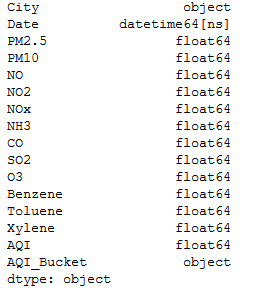 City object
Date datetime64[ns]
PM2.5 float64
PM10 float64
NO float64
NO2 float64
NOx float64
NH3 float64
CO float64
SO2 float64
O3 float64
Benzene float64
Toluene float64
Xylene float64
AQI float64
AQI_Bucket object
dtype: object